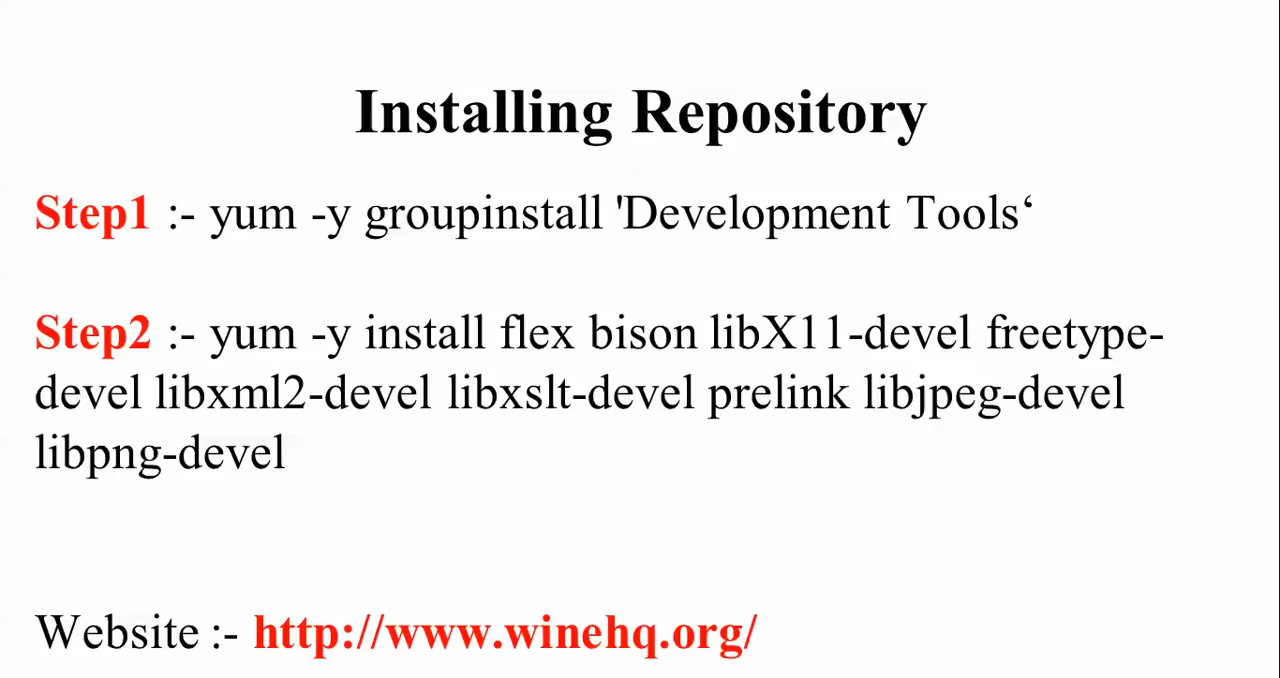 Installing Repository
Step1 :- yum -y groupinstall 'Development Tools‘
Step2 :- yum -y install flex bison libX11-devel freetype-
devel libxml2-devel libxslt-devel prelink libjpeg-devel
libpng-devel
Website :- http://www.winehq.org/